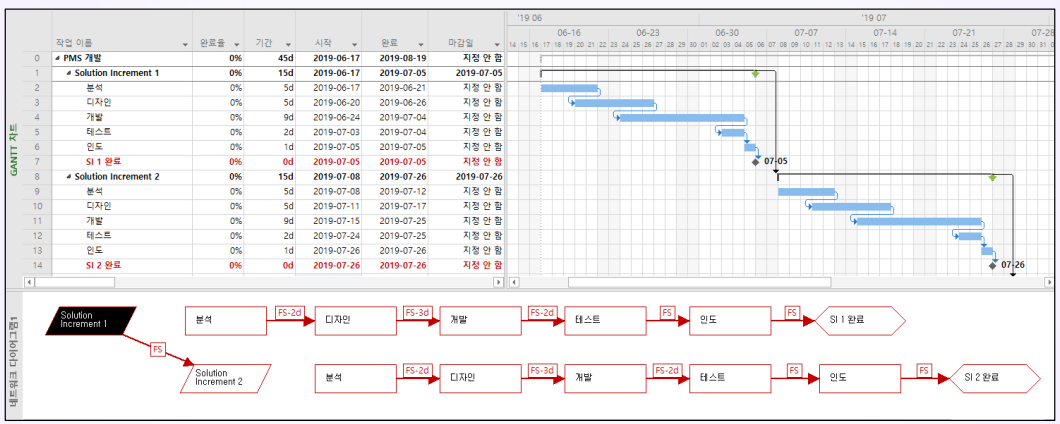 '19 06 '19 07
06-16 06-23 06-30 07-07 07-14 07-21 07-28
작업 이름 완료율 기간 시작 완료 마감일 14 15 16 17 18 19 20 21 22 23 24 25 26 27 28 29 30 01 02 03 04 05 06 07 08 09 10 11 12 13 14 15 16 17 18 19 20 21 22 23 24 25 26 27 28 29 30 31
0 PMS 개발 0% 45d 2019-06-17 2019-08-19 지정 안 함
1 Solution Increment 1 0% 15d 2019-06-17 2019-07-05 2019-07-05
2 분석 0% 5d 2019-06-17 2019-06-21 지정 안 함
3 디자인 0% 5d 2019-06-20 2019-06-26 지정 안 함
4 개발 0% 9d 2019-06-24 2019-07-04 지정 안 함
5 테스트 0% 2d 2019-07-03 2019-07-04 지정 안 함
6 인도 0% 1d 2019-07-05 2019-07-05 지정 안 함
7 SI 1 완료 0% 0d 2019-07-05 2019-07-05 지정 안 함 07-05
8 Solution Increment 2 0% 15d 2019-07-08 2019-07-26 2019-07-26
9 분석 0% 5d 2019-07-08 2019-07-12 지정 안 함
10 디자인 0% 5d 2019-07-11 2019-07-17 지정 안 함
11 개발 0% 9d 2019-07-15 2019-07-25 지정 안 함
12 테스트 0% 2d 2019-07-24 2019-07-25 지정 안 함
13 인도 0% 1d 2019-07-26 2019-07-26 지정 안 함
14 SI 2 완료 0% 0d 2019-07-26 2019-07-26 지정 안 함 07-26
GANTT 차트
네트워크 다이어그램1
Solution
Increment 1
분석 FS-2d 디자인 FS-3d 개발 FS-2d 테스트 FS 인도 FS SI 1 완료
FS
Solution
Increment 2
분석 FS-2d 디자인 FS-3d 개발 FS-2d 테스트 FS 인도 FS SI 2 완료